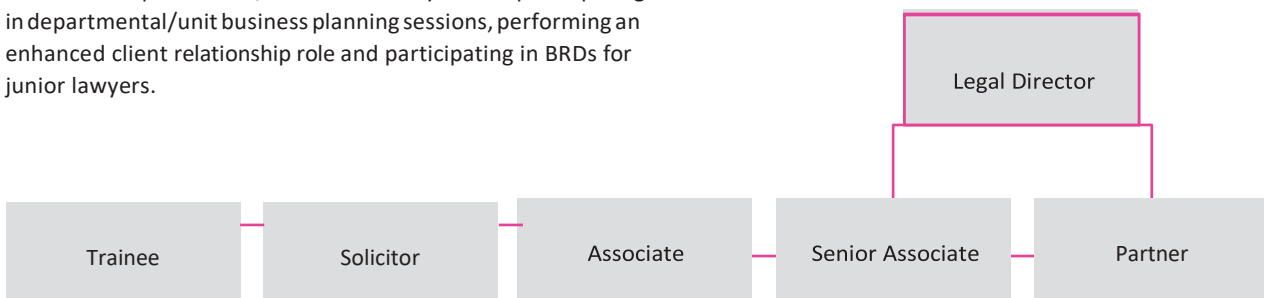 in departmental/unit business planning sessions, performing an
enhanced client relationship role and participating in BRDs for
junior lawyers.
Legal Director
Trainee
Solicitor
Associate
Senior Associate
Partner